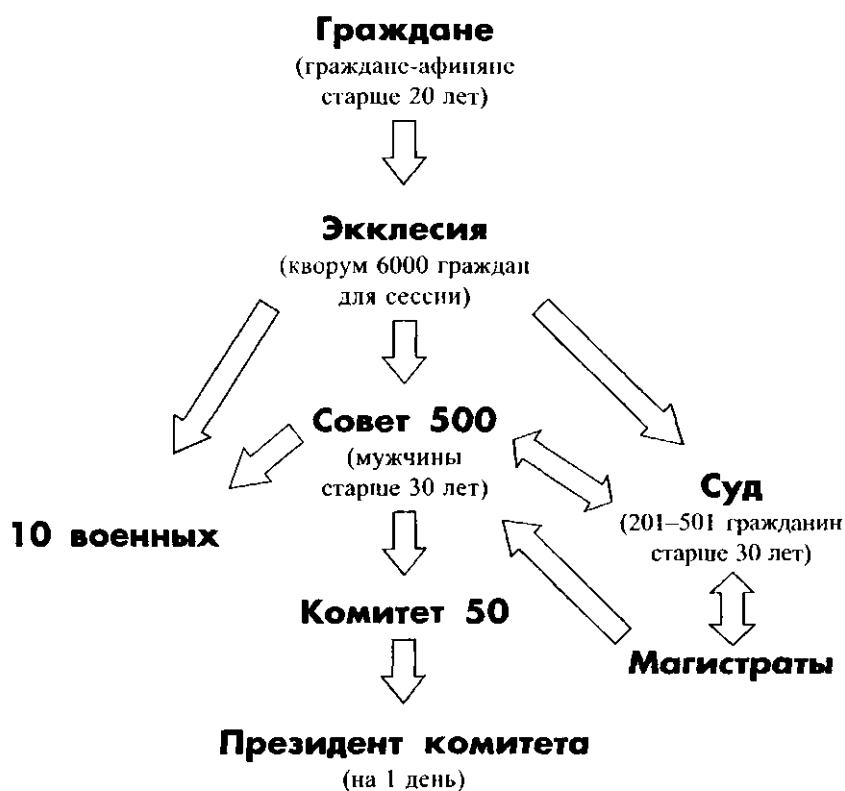 Граждане
(граждане-афиняне
старше 20 лет)
Экклесия
(кворум 6000 граждан
для сессии)
Совет 500
(мужчины
старше 30 лет)
Суд
(201–501 гражданин
старше 30 лет)
10 военных
Комитет 50
Магистраты
Президент комитета
(на 1 день)